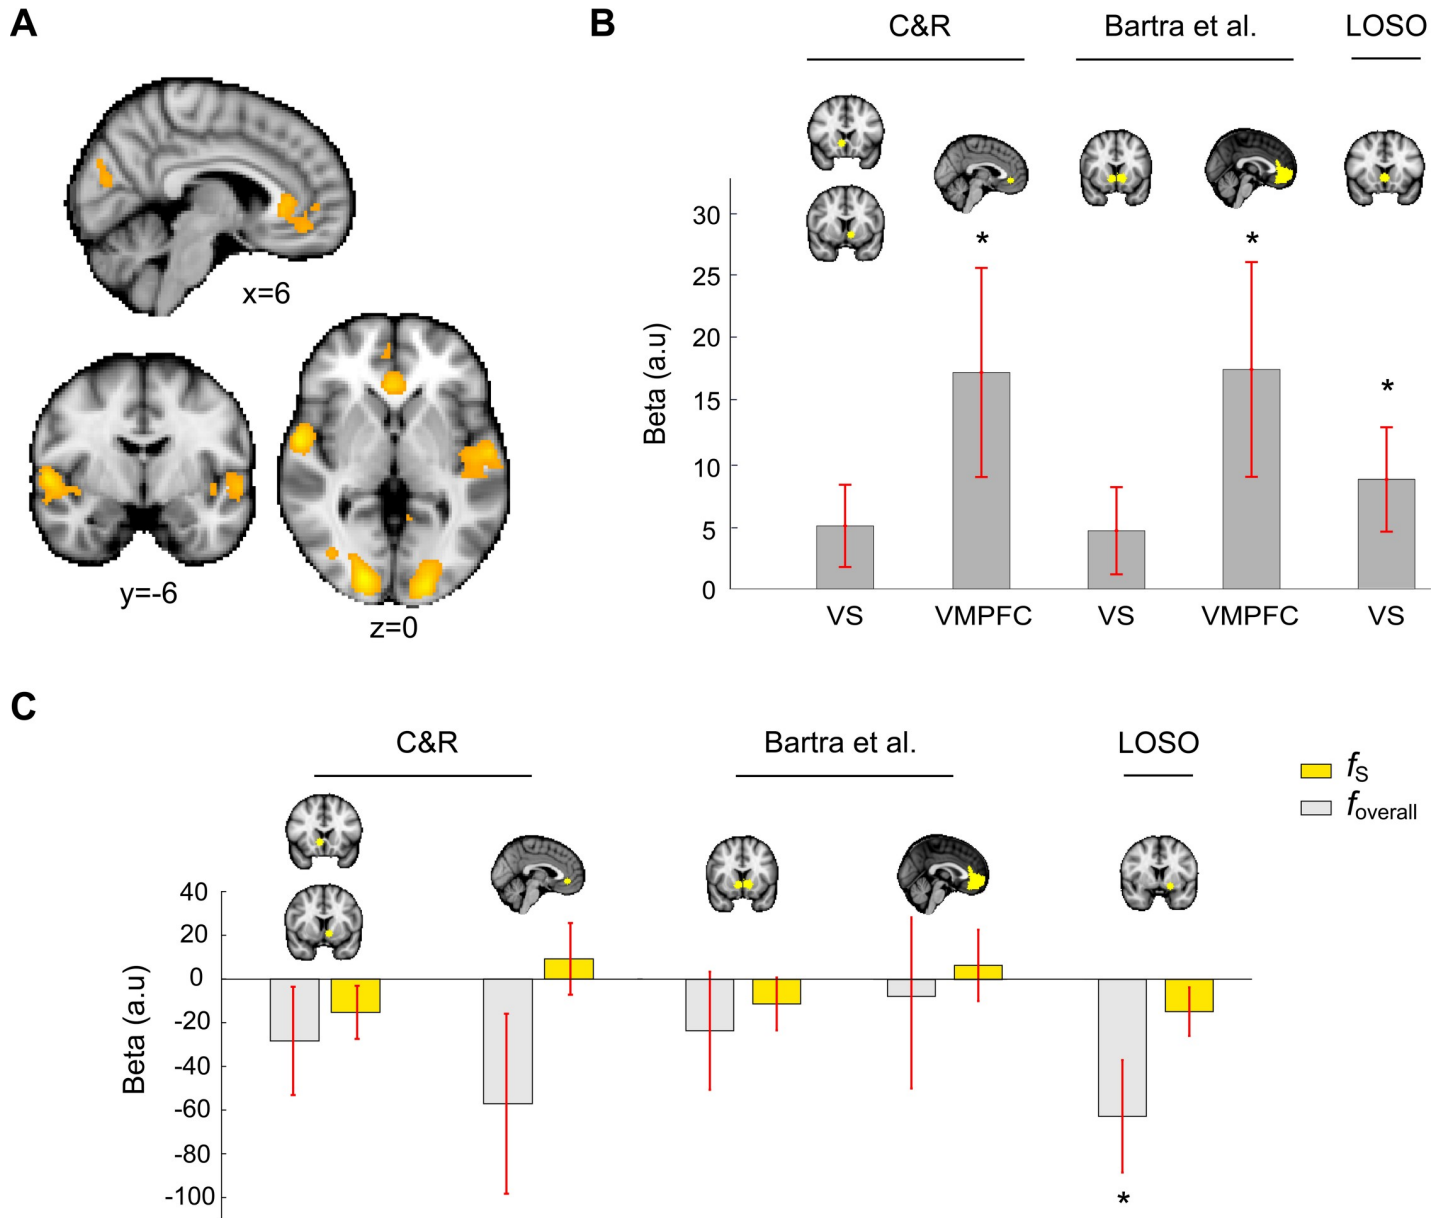 A
x=6
y=-6
z=0
B
C&R
Bartra et al.
LOSO
*
*
*
30
25
20
15
10
5
0
Beta (a.u)
VS
VMPFC
VS
VMPFC
VS
C
C&R
Bartra et al.
LOSO
fS
foverall
40
20
0
-20
-40
-60
-80
-100
Beta (a.u)
*